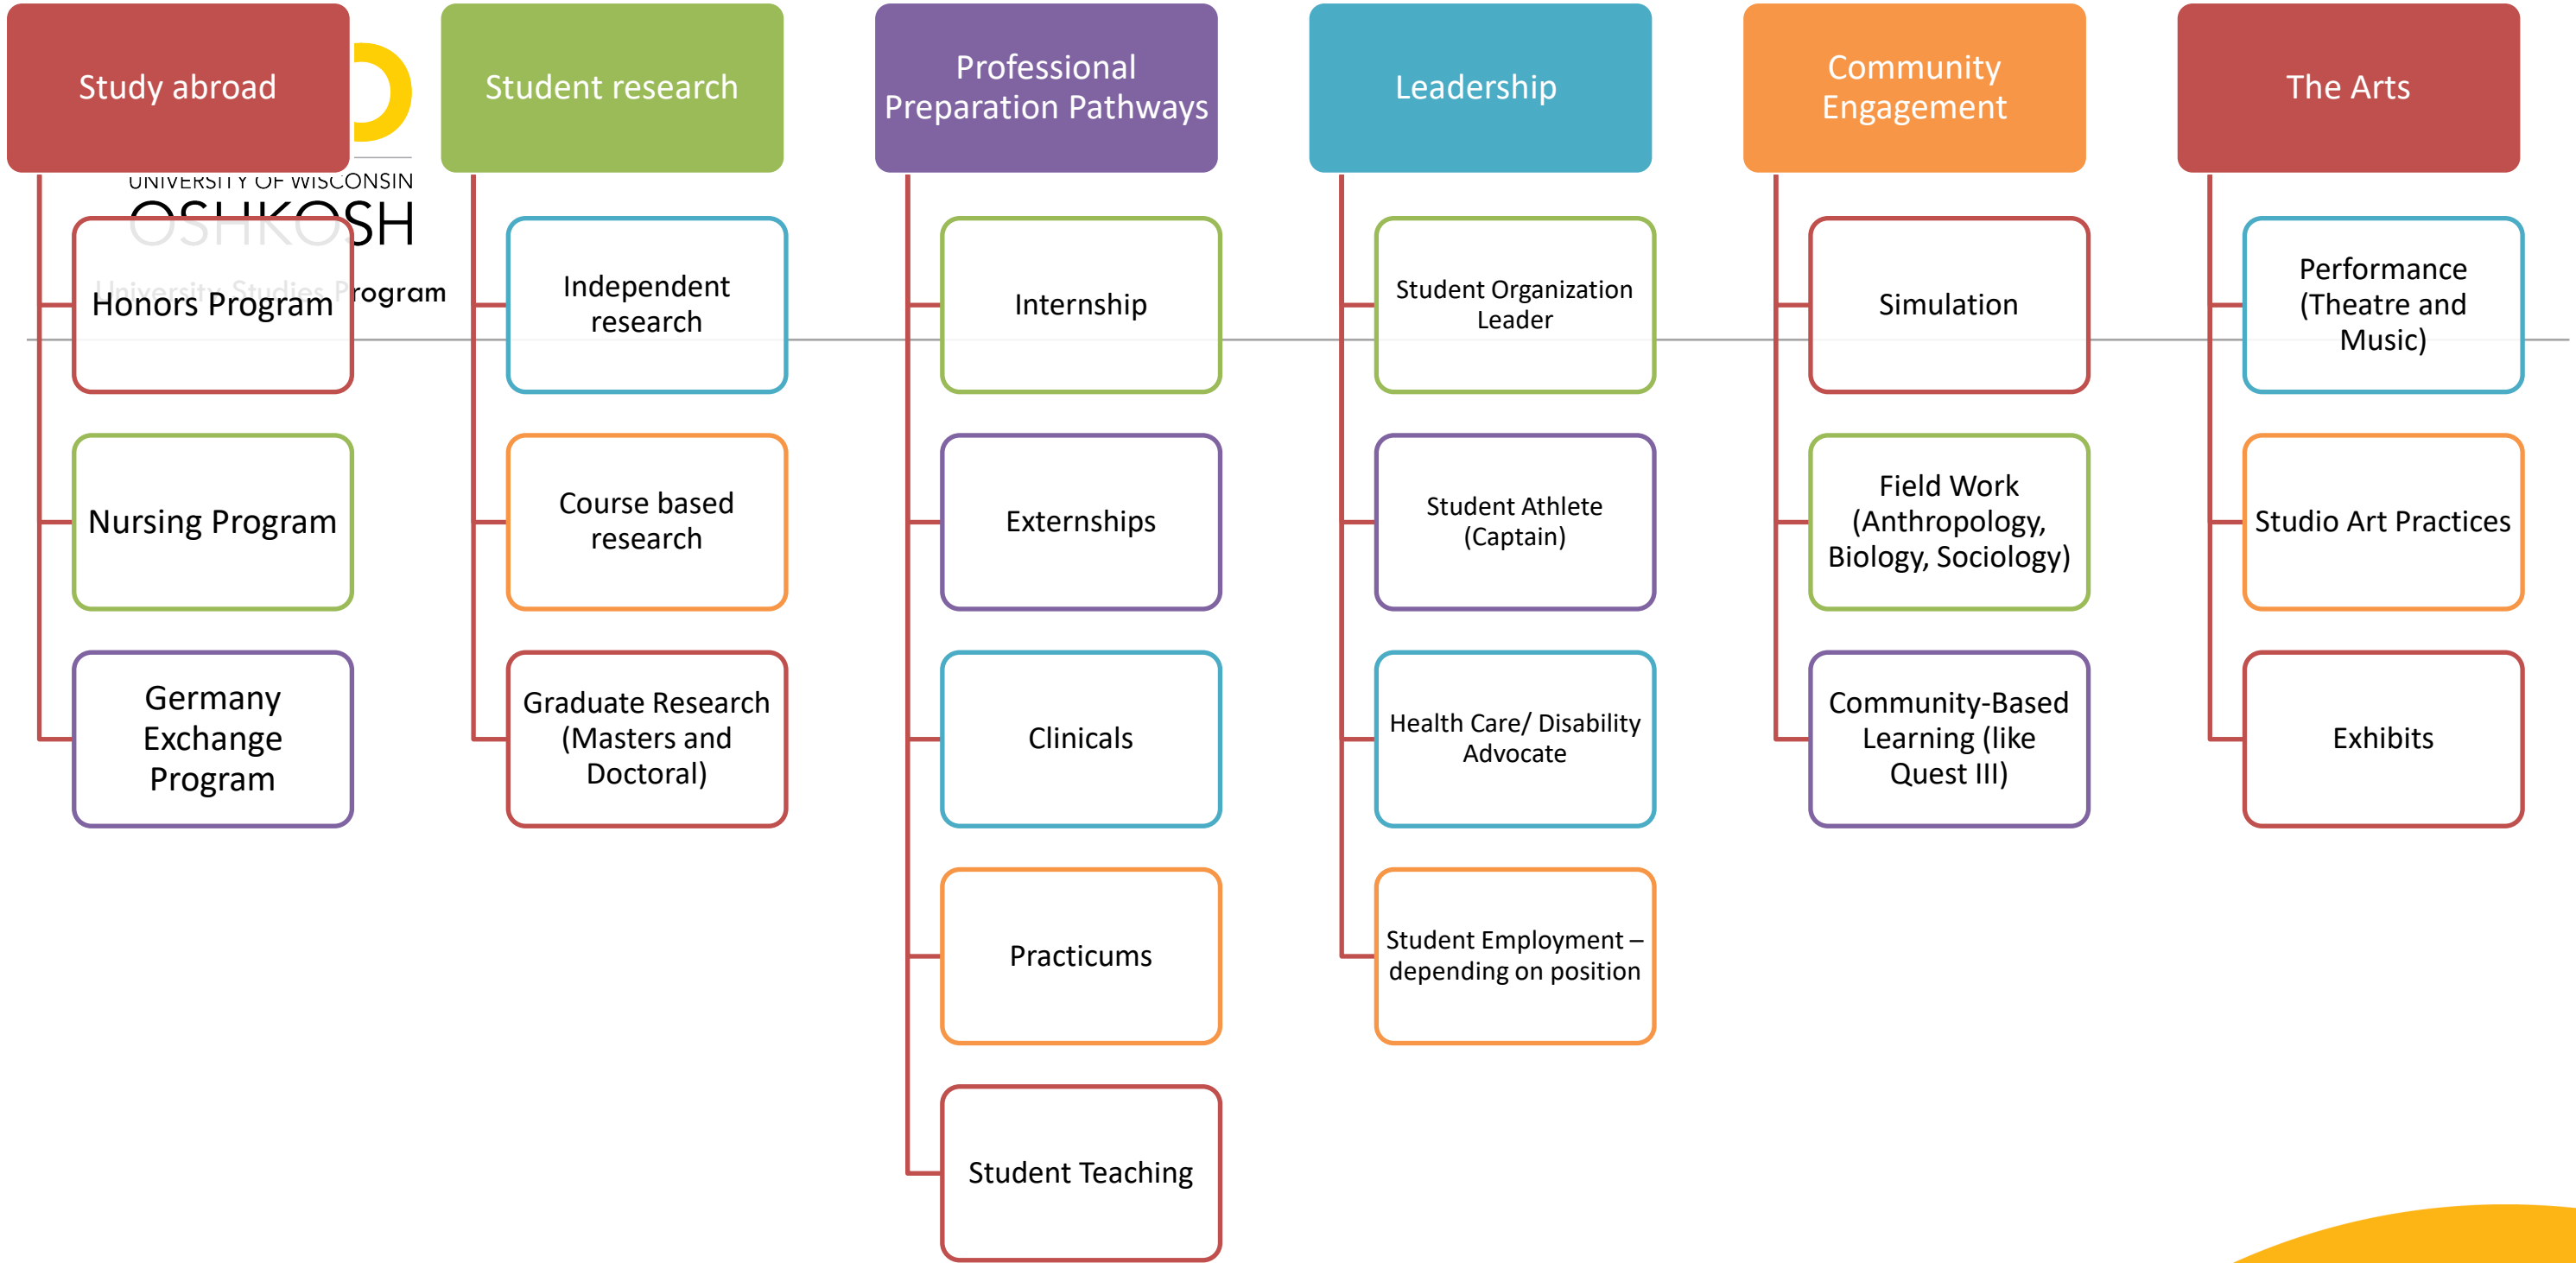 Study abroad
UNIVERSITY OF WISCONSIN
OSHKOSH
University Studies Program
Honors Program
Nursing Program
Germany
Exchange
Program
Student research
Independent
research
Course based
research
Graduate Research
(Masters and
Doctoral)
Professional
Preparation Pathways
Internship
Externships
Clinicals
Practicums
Student Teaching
Leadership
Student Organization
Leader
Student Athlete
(Captain)
Health Care/ Disability
Advocate
Student Employment –
depending on position
Community
Engagement
Simulation
Field Work
(Anthropology,
Biology, Sociology)
Community-Based
Learning (like
Quest III)
The Arts
Performance
(Theatre and
Music)
Studio Art Practices
Exhibits